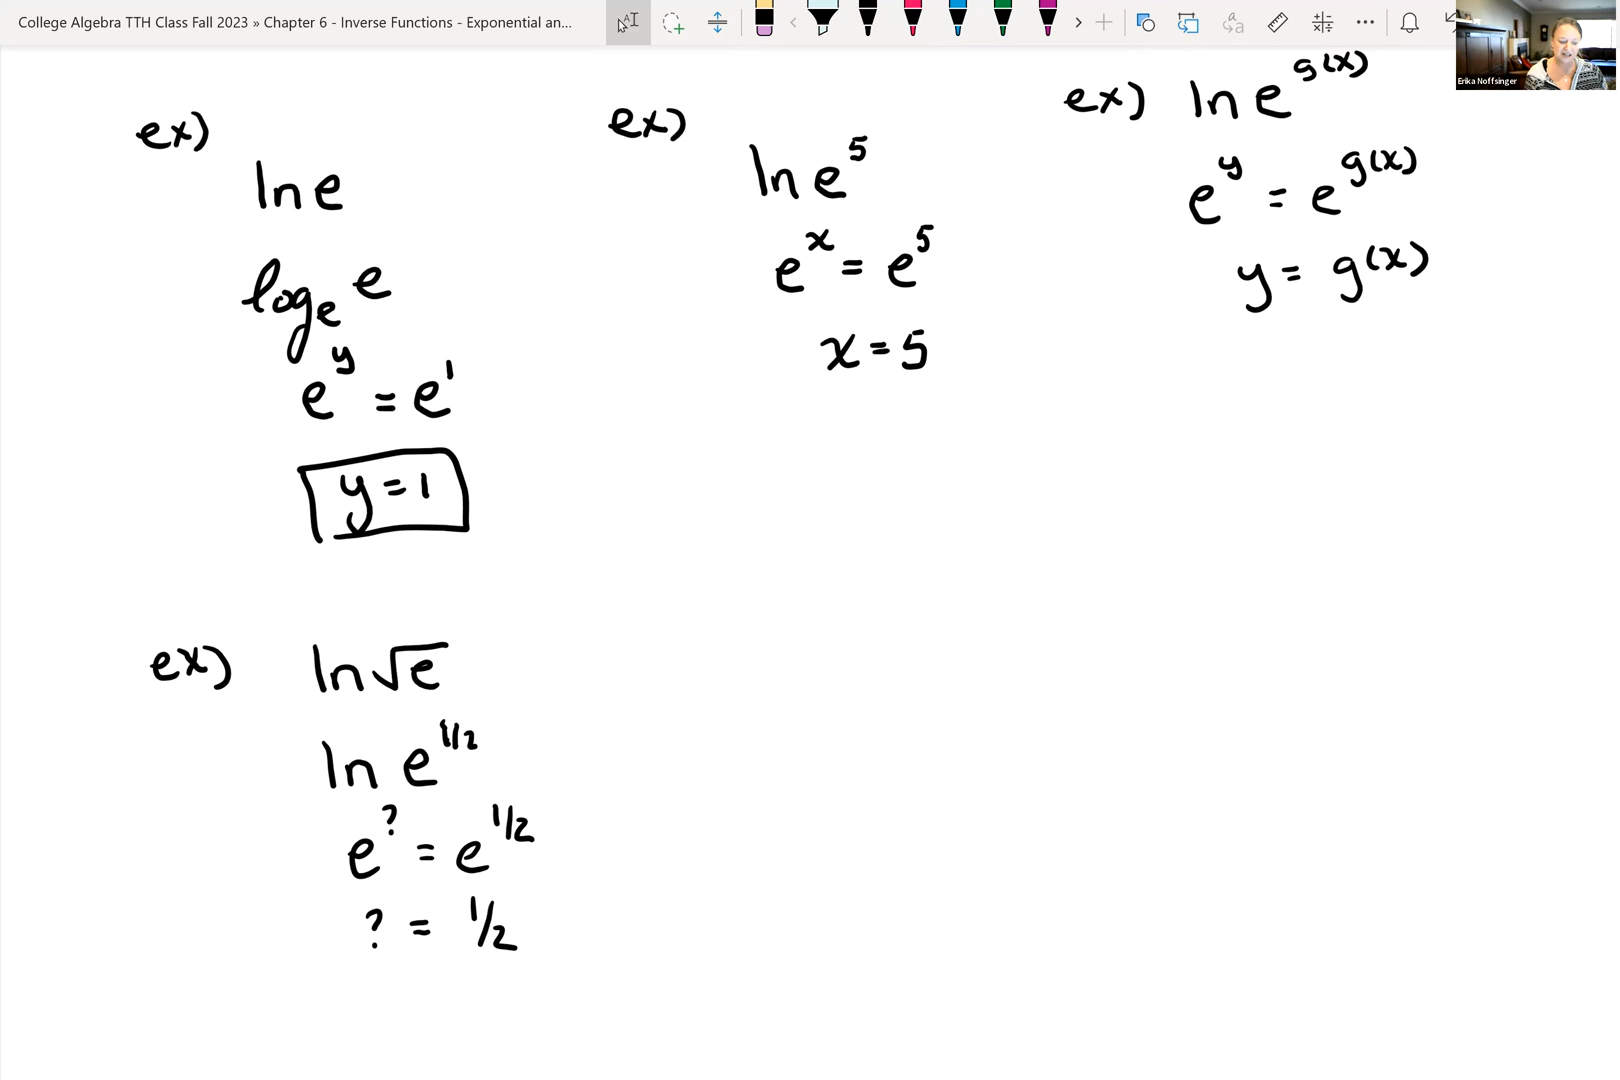 College Algebra TTH Class Fall 2023 » Chapter 6 - Inverse Functions - Exponential an...
Erika Noffsinger
ex)
ln e
logₑ e
e^y = e^1
y = 1
ex)
ln e^5
e^x = e^5
x = 5
ex) ln e^g(x)
e^y = e^g(x)
y = g(x)
ex) ln √e
ln e^1/2
e^? = e^1/2
? = 1/2